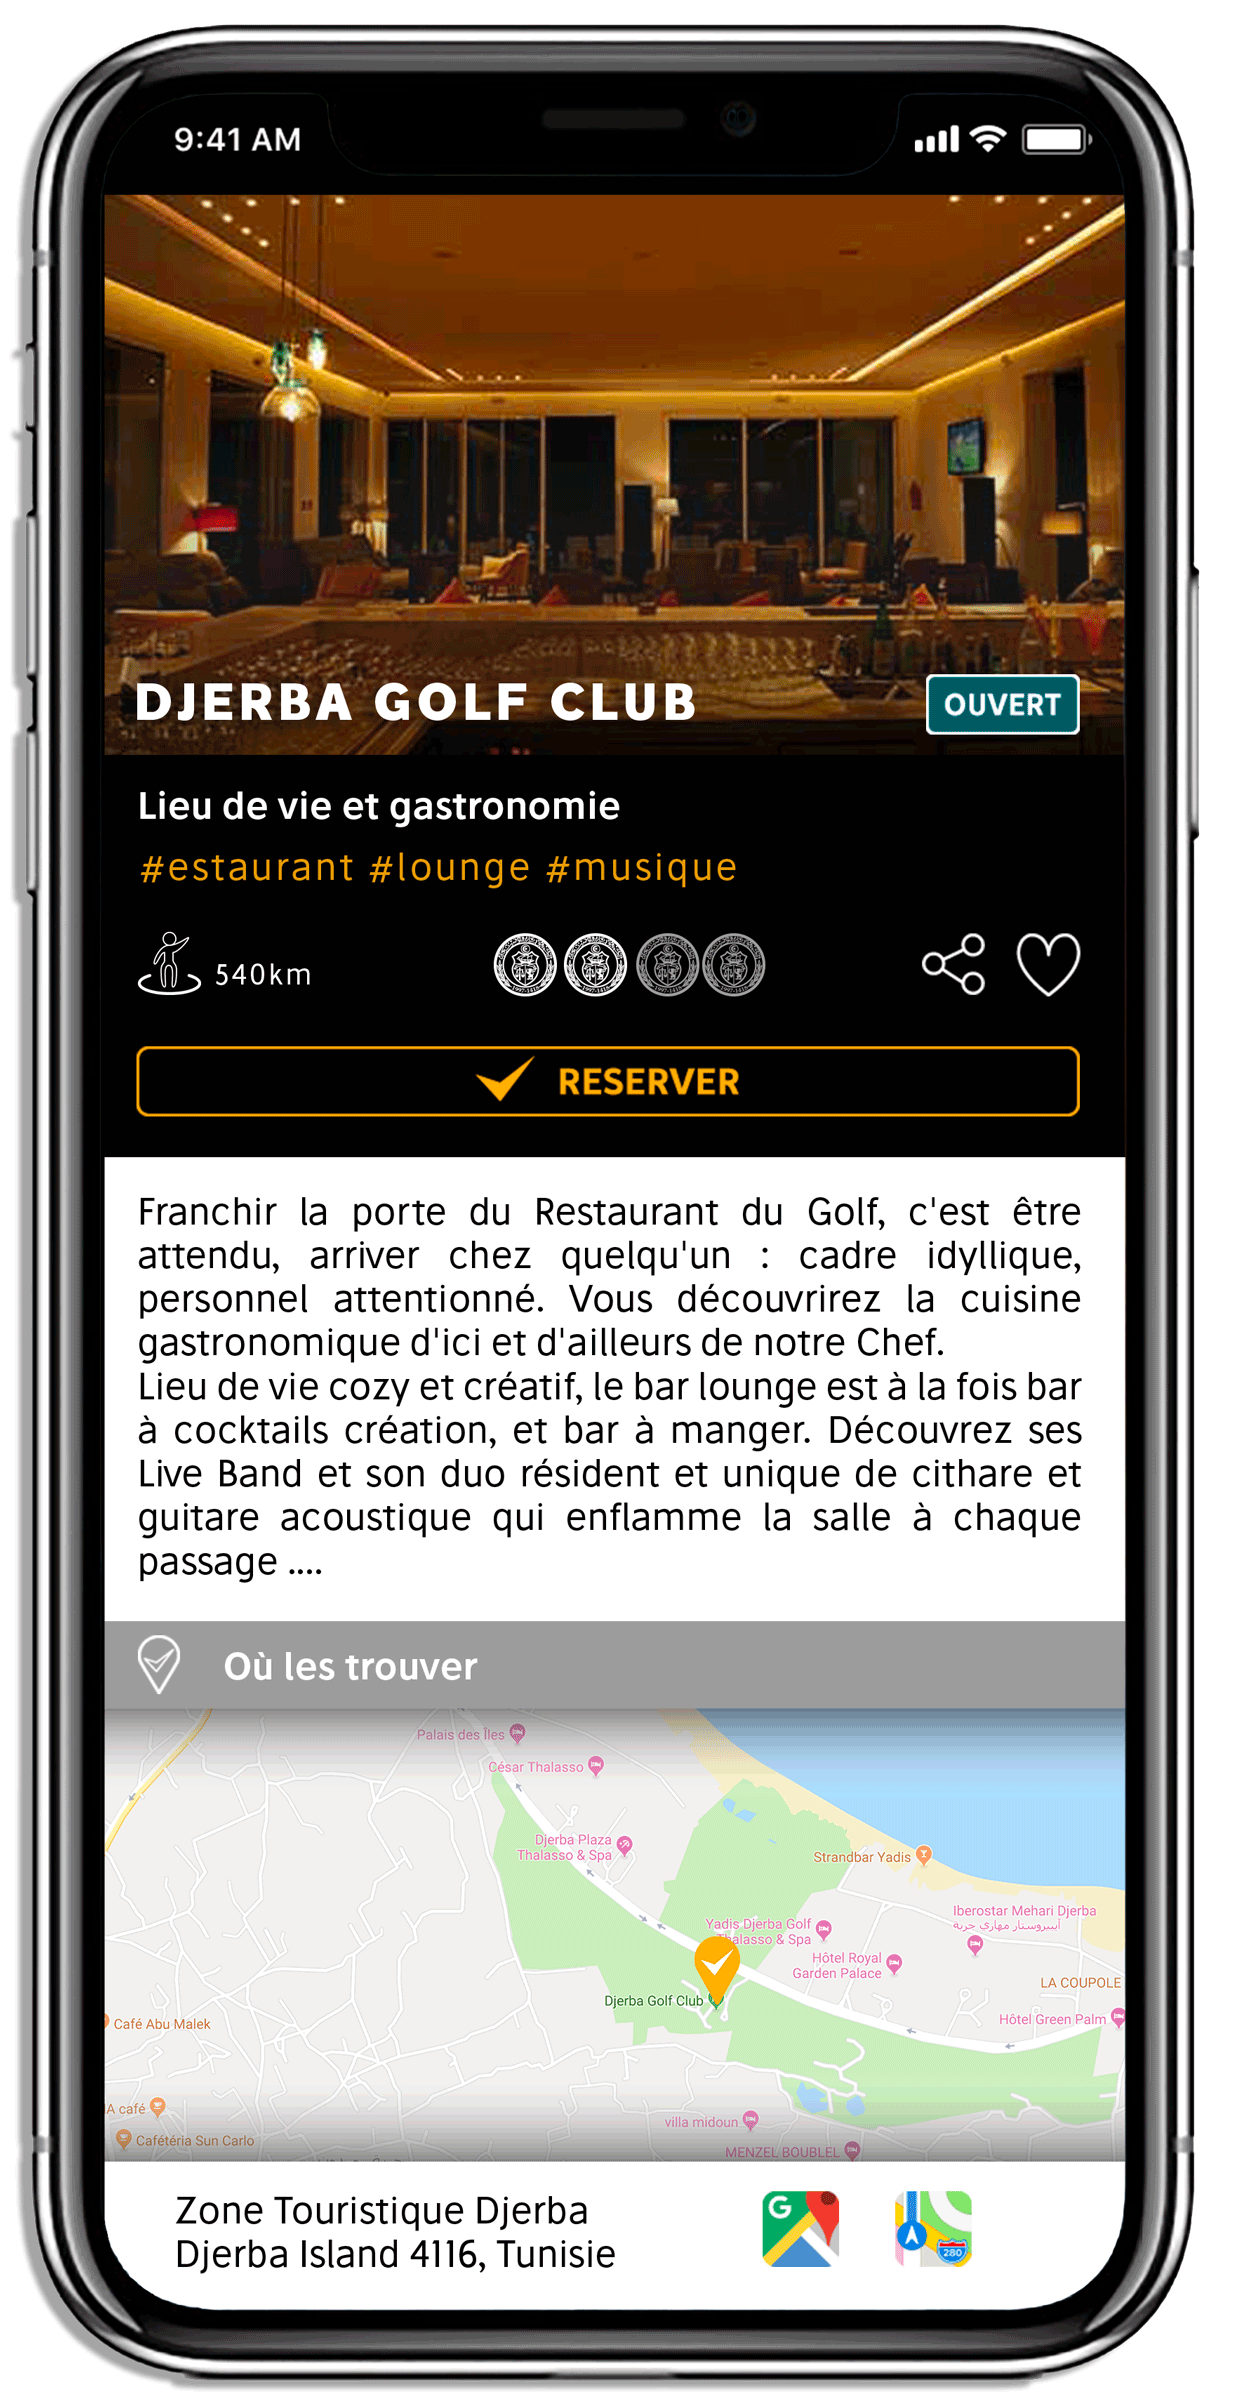 9:41 AM
DJERBA GOLF CLUB
OUVERT
Lieu de vie et gastronomie
#estaurant #lounge #musique
540km
RESERVER
Franchir la porte du Restaurant du Golf, c'est être
attendu, arriver chez quelqu'un : cadre idyllique,
personnel attentionné. Vous découvrirez la cuisine
gastronomique d'ici et d'ailleurs de notre Chef.
Lieu de vie cozy et créatif, le bar lounge est à la fois bar
à cocktails création, et bar à manger. Découvrez ses
Live Band et son duo résident et unique de cithare et
guitare acoustique qui enflamme la salle à chaque
passage ....
Où les trouver
Palais des Îles
César Thalasso
Djerba Plaza
Thalasso & Spa
Strandbar Yadis
Iberostar Mehari Djerba
ايبيروستار مهاري جربة
Yadis Djerba Golf
Thalasso & Spa
Hôtel Royal
Garden Palace
LA COUPOLE
Djerba Golf Club
Hôtel Green Palm
Café Abu Malek
A café
villa midoun
Cafétéria Sun Carlo
MENZEL BOUBLEL
Zone Touristique Djerba
Djerba Island 4116, Tunisie
G
280